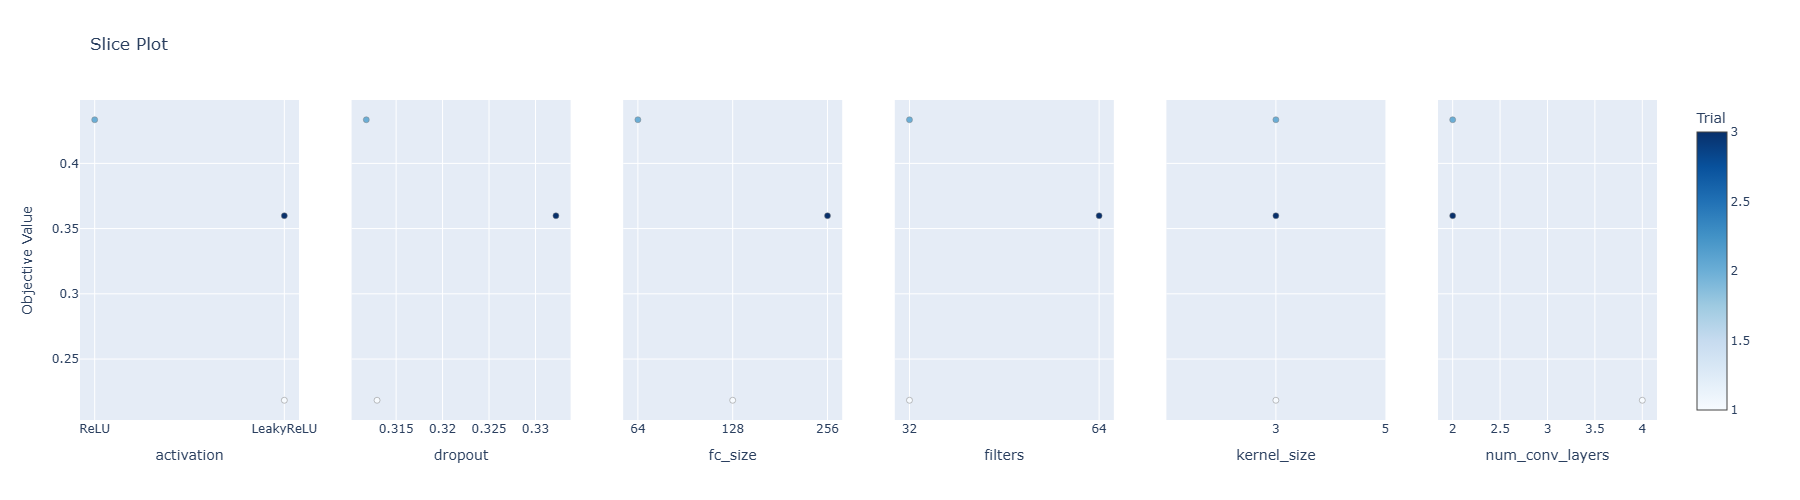 Slice Plot
Objective Value
0.4
0.35
0.3
0.25
ReLU LeakyReLU
activation
0.315 0.32 0.325 0.33
dropout
64 128 256
fc_size
32 64
filters
3 5
kernel_size
2 2.5 3 3.5 4
num_conv_layers
Trial
3
2.5
2
1.5
1